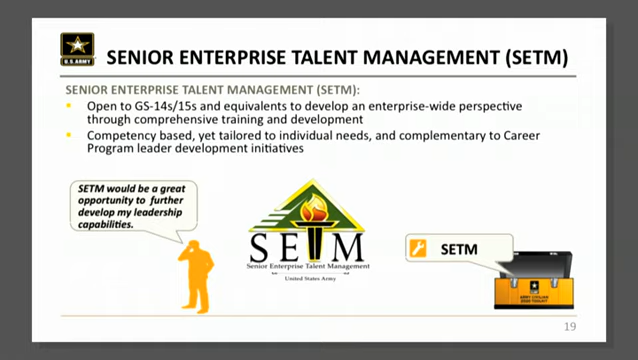 U.S.ARMY
SENIOR ENTERPRISE TALENT MANAGEMENT (SETM)
SENIOR ENTERPRISE TALENT MANAGEMENT (SETM):
Open to GS-14s/15s and equivalents to develop an enterprise-wide perspective
through comprehensive training and development
Competency based, yet tailored to individual needs, and complementary to Career
Program leader development initiatives
SETM would be a great
opportunity to further
develop my leadership
capabilities.
SETM
Senior Enterprise Talent Management
United States Army
SETM
ARMY CIVILIAN
19